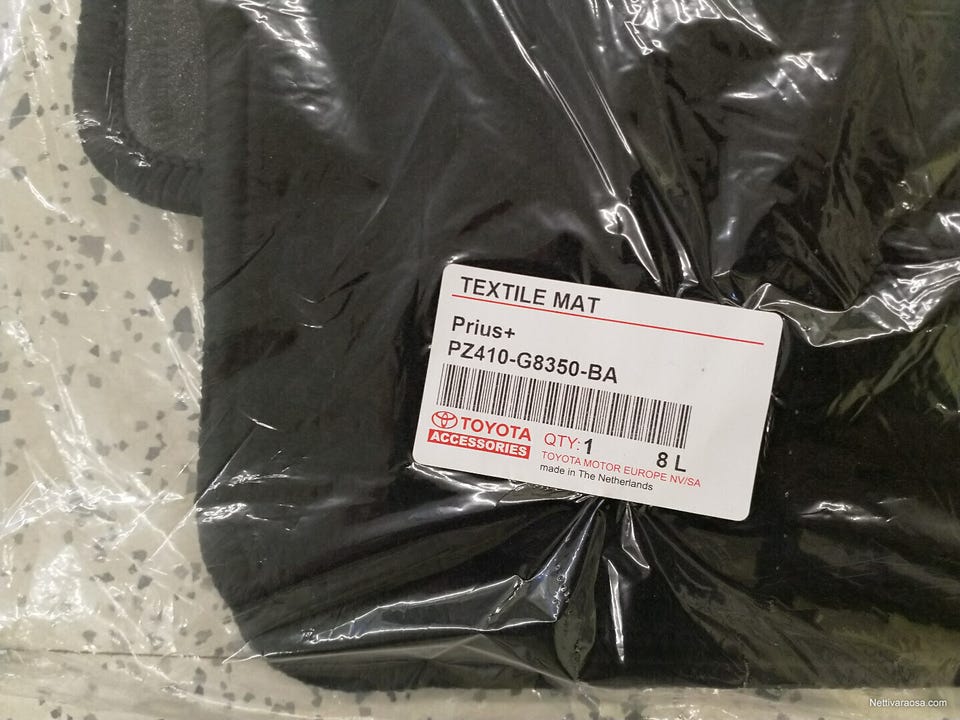 TEXTILE MAT
Prius+
PZ410-G8350-BA
TOYOTA
ACCESSORIES
QTY: 1
8 L
TOYOTA MOTOR EUROPE NV/SA
made in The Netherlands
Nettivaraosa.com